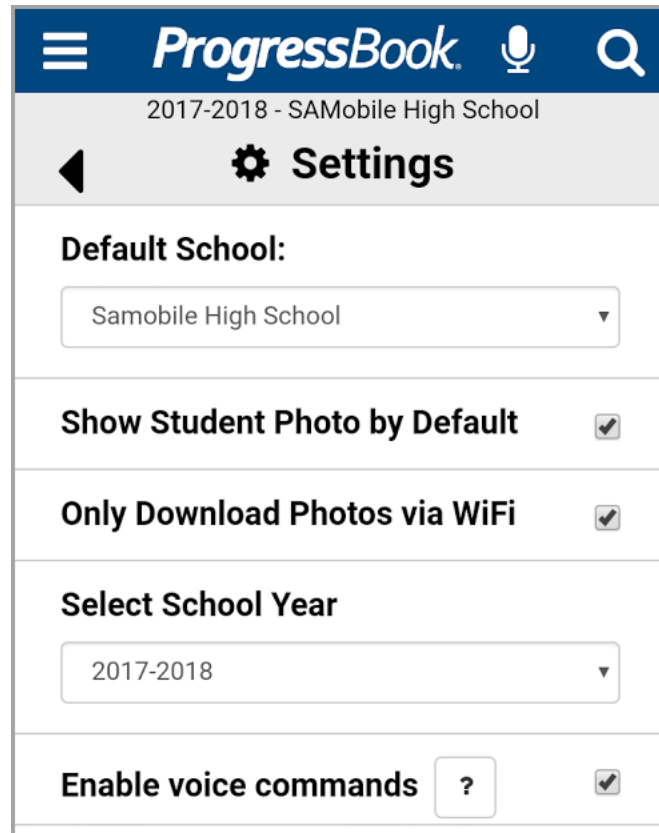 ProgressBook.
2017-2018 - SAMobile High School
Settings
Default School:
Samobile High School
Show Student Photo by Default
Only Download Photos via WiFi
Select School Year
2017-2018
Enable voice commands ?